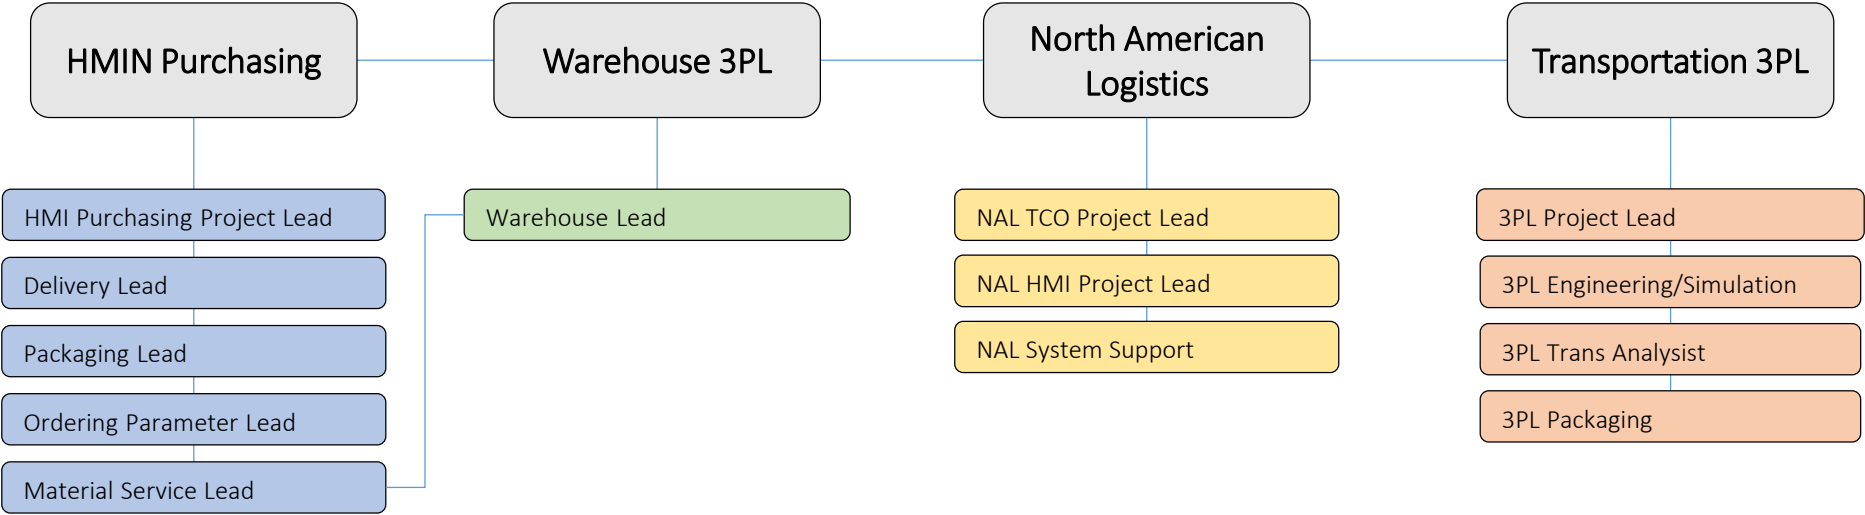 HMIN Purchasing
Warehouse 3PL
North American
Logistics
Transportation 3PL
HMI Purchasing Project Lead
Delivery Lead
Packaging Lead
Ordering Parameter Lead
Material Service Lead
Warehouse Lead
NAL TCO Project Lead
NAL HMI Project Lead
NAL System Support
3PL Project Lead
3PL Engineering/Simulation
3PL Trans Analysist
3PL Packaging